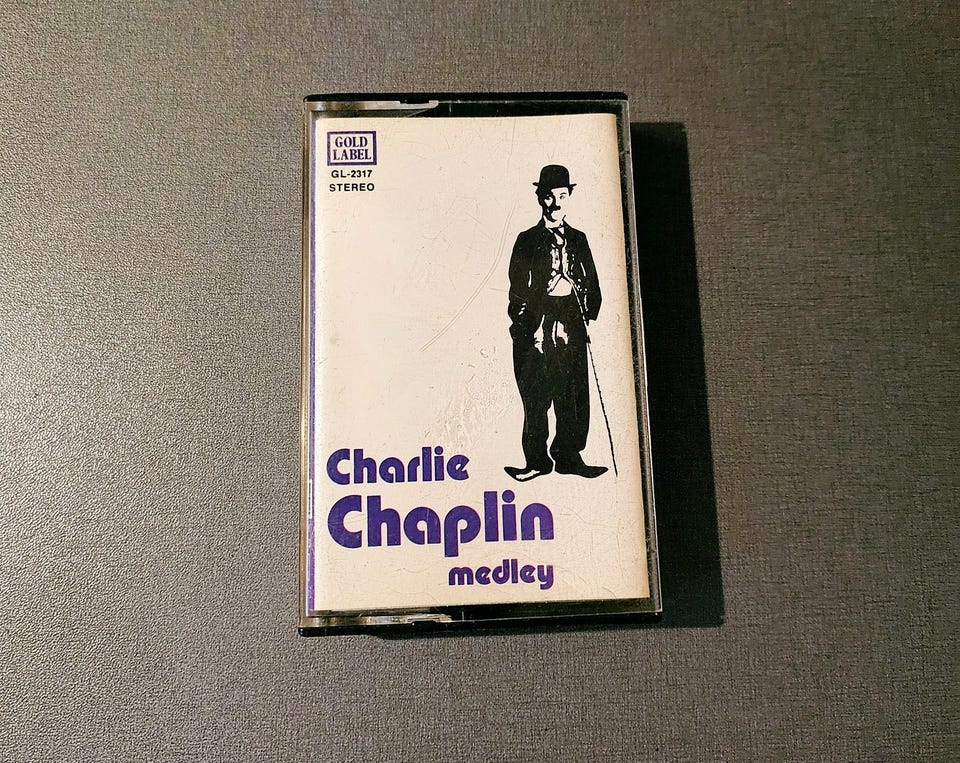 GOLD
LABEL
GL-2317
STEREO
Charlie
Chaplin
medley